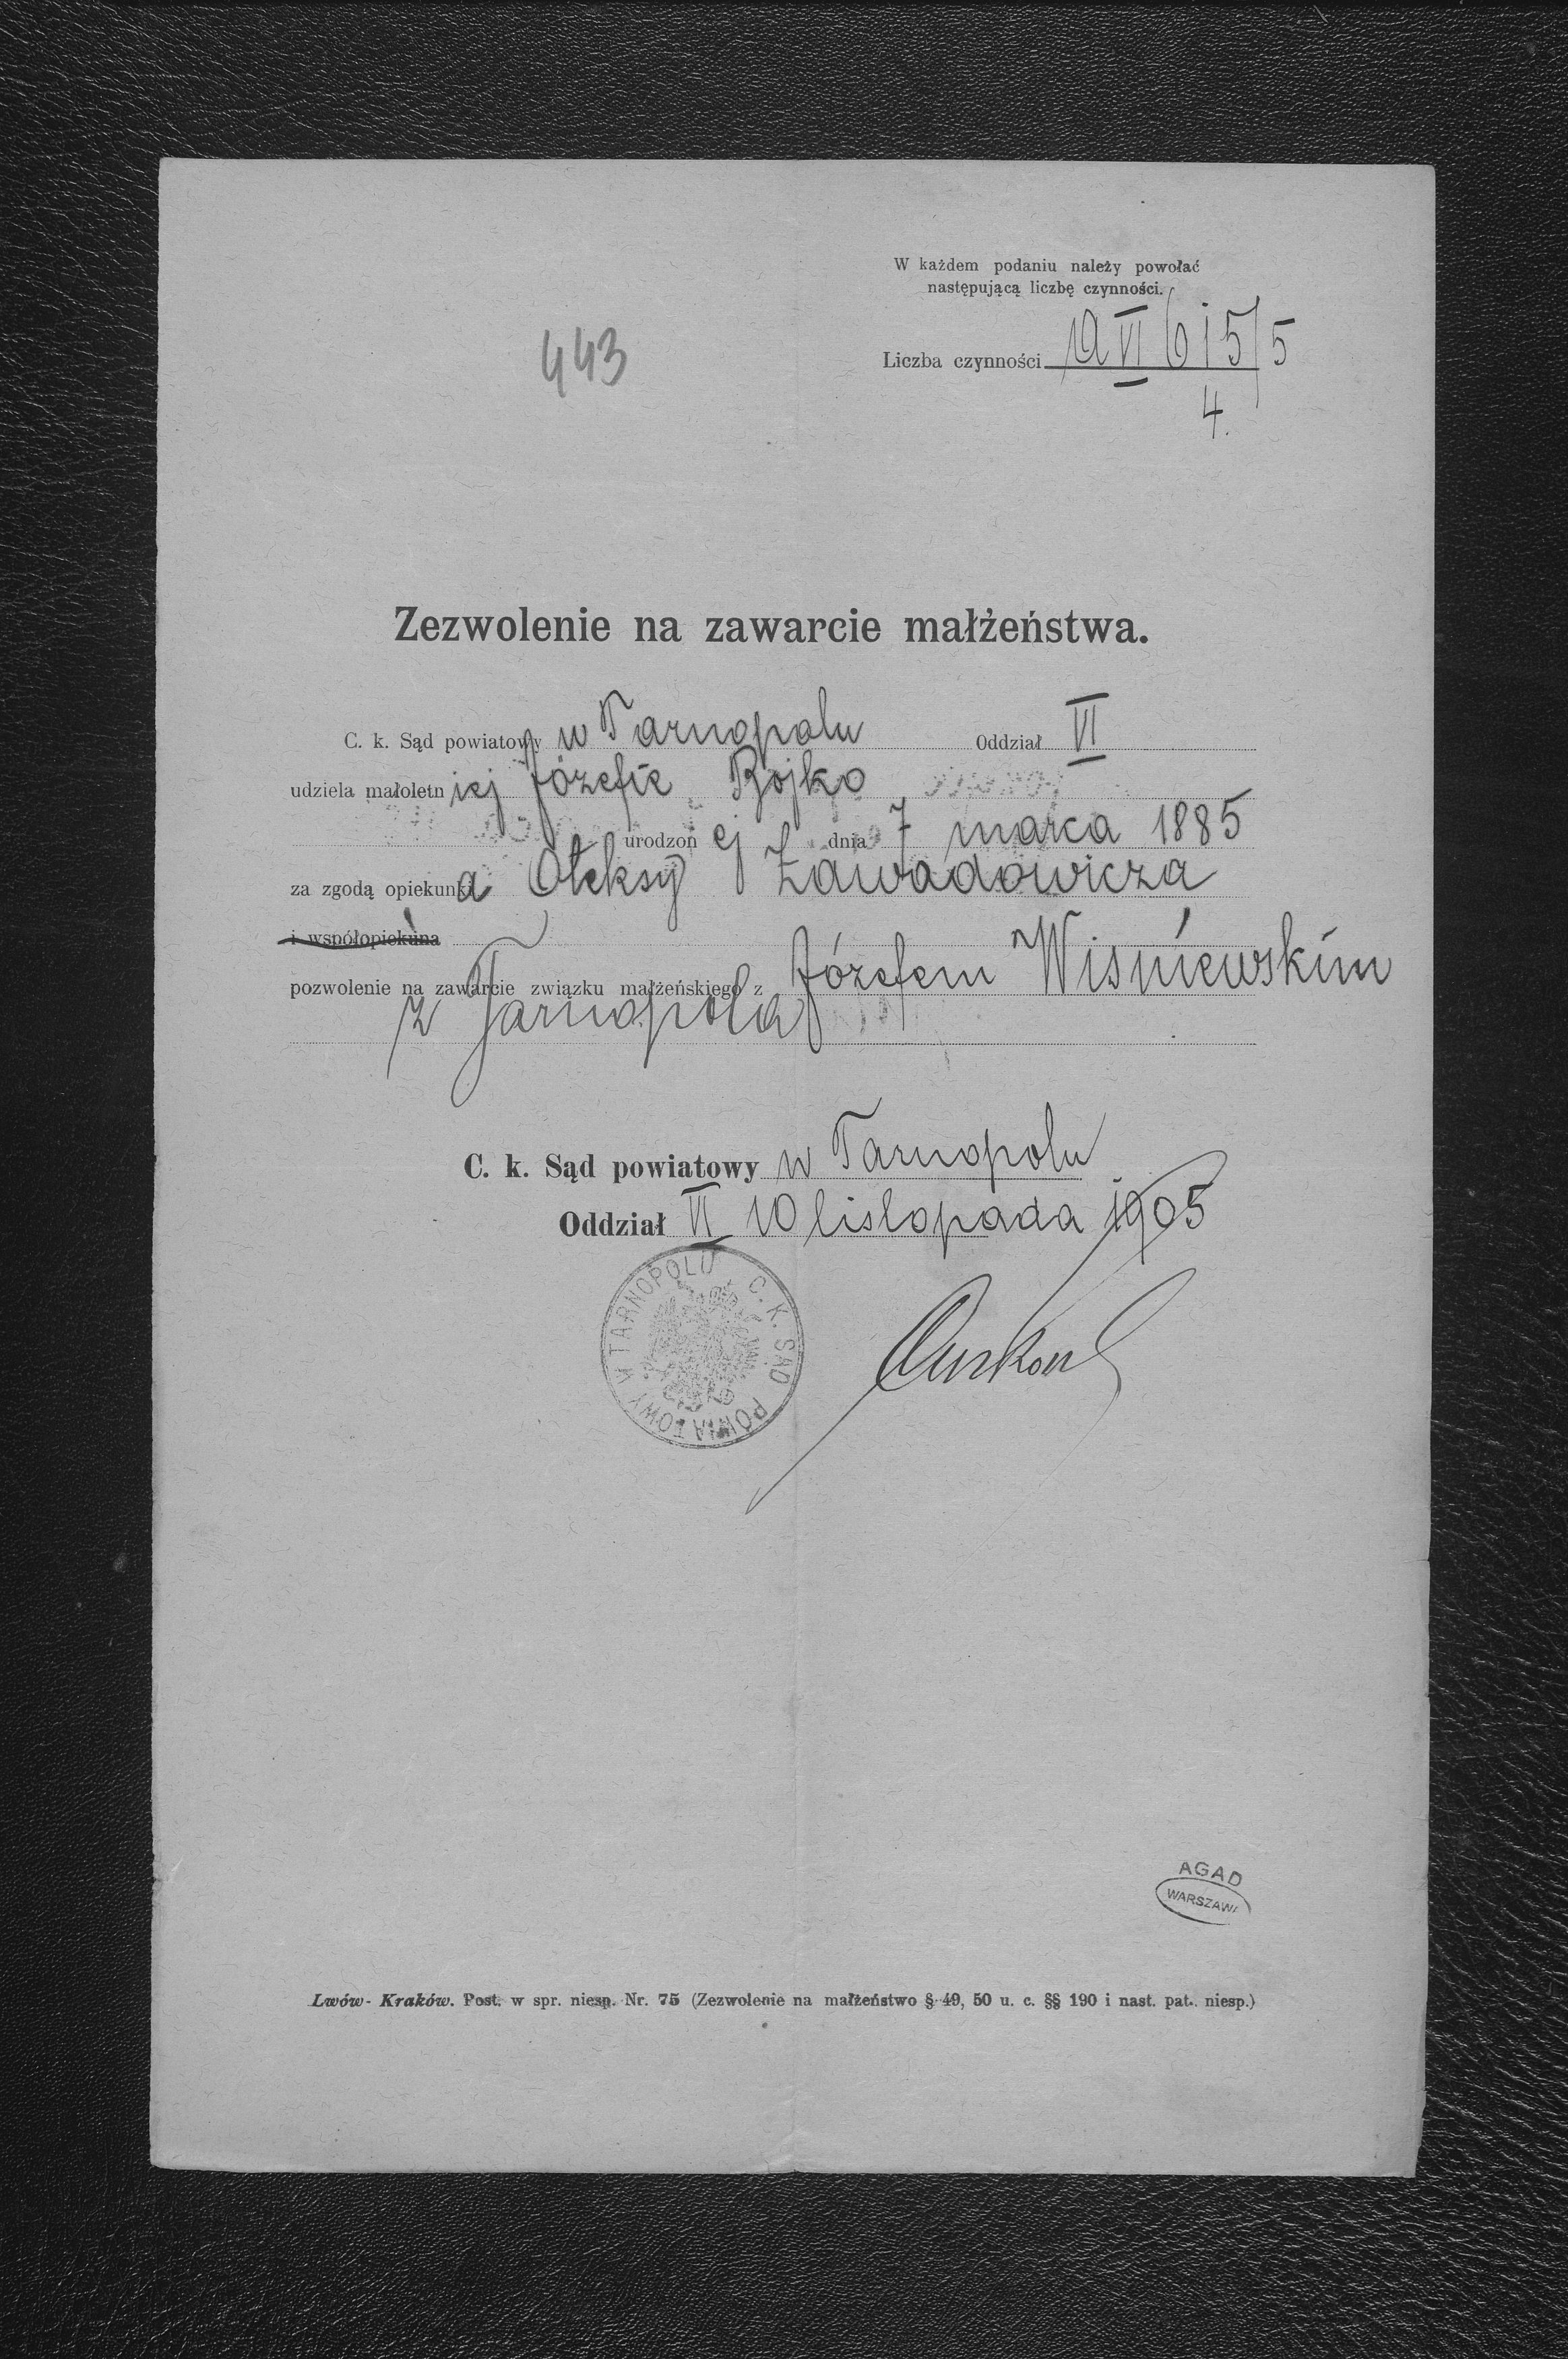 W każdem podaniu należy powołać
następującą liczbę czynności.
443
Liczba czynności VI 615/5
4.
Zezwolenie na zawarcie małżeństwa.
C. k. Sąd powiatowy w Tarnopolu Oddział VI
udziela małoletniej Józefie Bojko
urodzonej dnia 7 marca 1885
za zgodą opiekuna Oleksy Zawadowicza
i współopiekuna
pozwolenie na zawarcie związku małżeńskiego z Józefem Wiśniewskim
z Tarnopola
C. k. Sąd powiatowy w Tarnopolu
Oddział VI 10 listopada 1905
C. K. SĄD POWIATOWY W TARNOPOLU
AGAD
WARSZAWA
Lwów-Kraków. Post. w spr. niesp. Nr. 75 (Zezwolenie na małżeństwo § 49, 50 u. c. §§ 190 i nast. pat. niesp.)